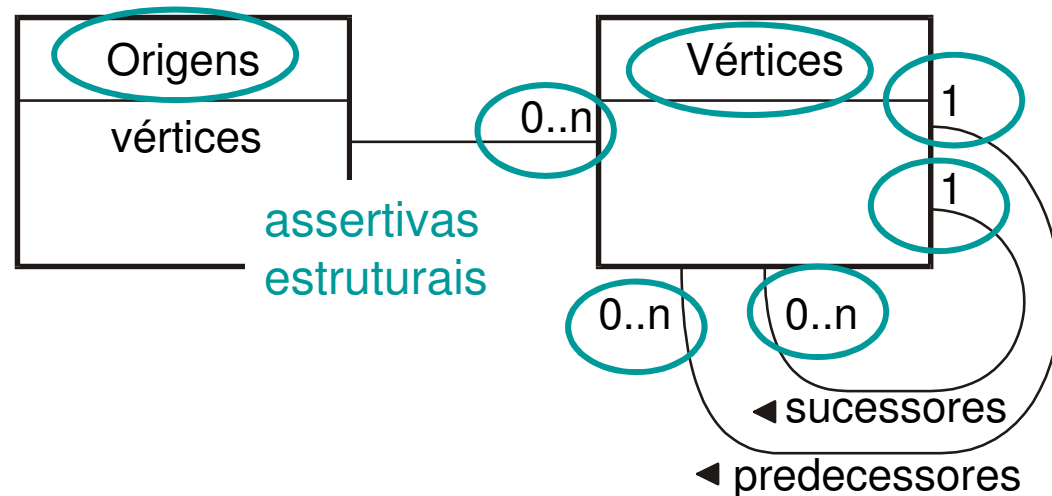 Origens
vértices
0..n
Vértices
1
1
assertivas
estruturais
0..n
0..n
sucessores
predecessores